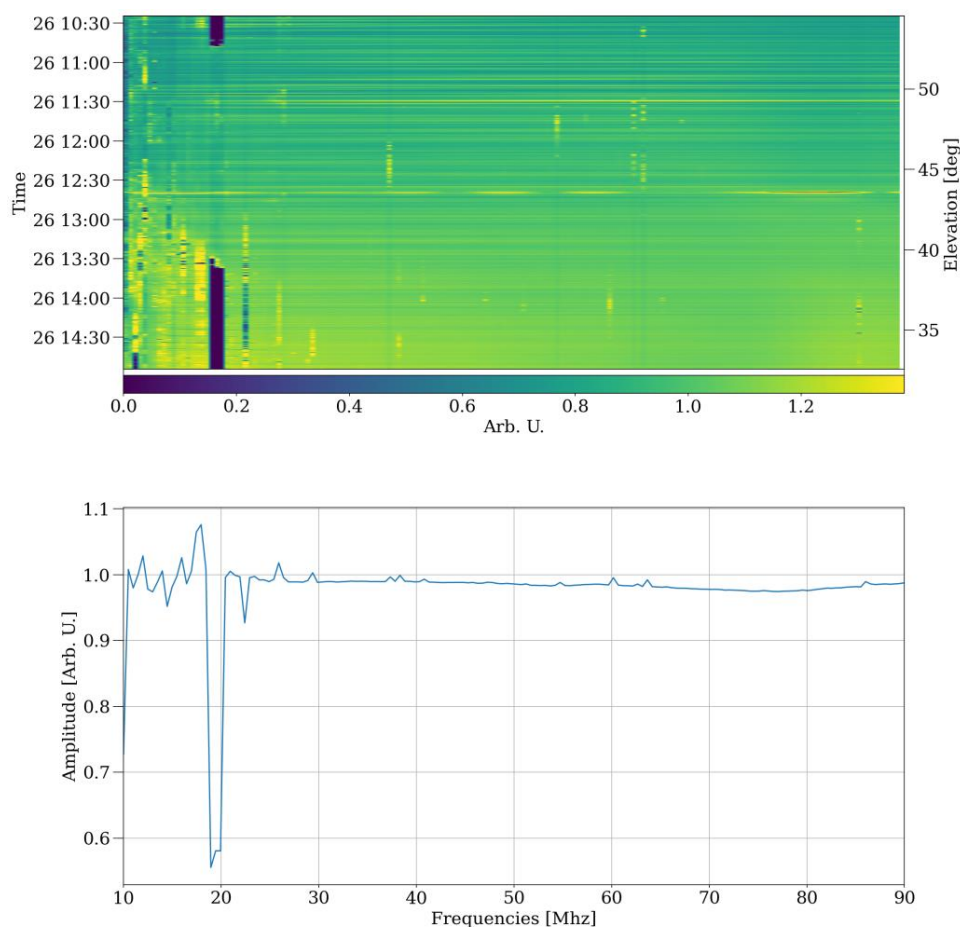 26 10:30
26 11:00
26 11:30
26 12:00
26 12:30
26 13:00
26 13:30
26 14:00
26 14:30
Time
50
45
40
35
Elevation [deg]
0.0 0.2 0.4 0.6 0.8 1.0 1.2
Arb. U.
1.1
1.0
0.9
0.8
0.7
0.6
Amplitude [Arb. U.]
10 20 30 40 50 60 70 80 90
Frequencies [Mhz]